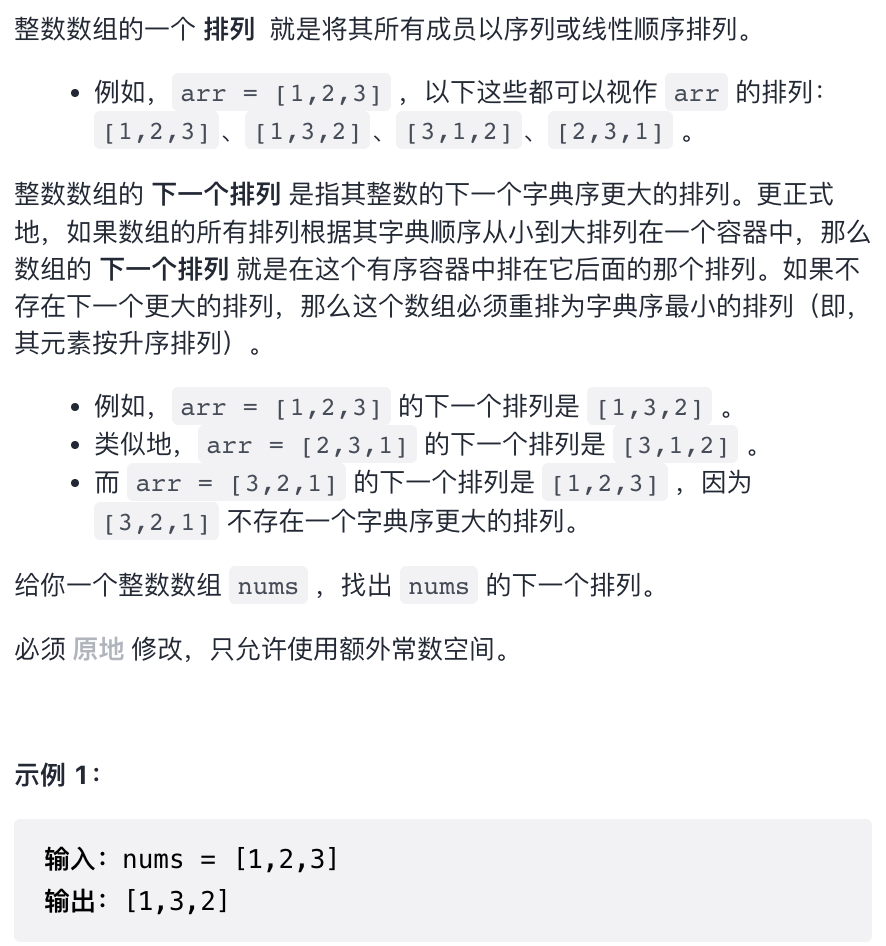 整数数组的一个 排列 就是将其所有成员以序列或线性顺序排列。
• 例如，arr = [1,2,3] ，以下这些都可以视作 arr 的排列：
[1,2,3]、[1,3,2]、[3,1,2]、[2,3,1] 。
整数数组的 下一个排列 是指其整数的下一个字典序更大的排列。更正式
地，如果数组的所有排列根据其字典顺序从小到大排列在一个容器中，那么
数组的 下一个排列 就是在这个有序容器中排在它后面的那个排列。如果不
存在下一个更大的排列，那么这个数组必须重排为字典序最小的排列（即，
其元素按升序排列）。
• 例如，arr = [1,2,3] 的下一个排列是 [1,3,2] 。
• 类似地，arr = [2,3,1] 的下一个排列是 [3,1,2] 。
• 而 arr = [3,2,1] 的下一个排列是 [1,2,3] ，因为
[3,2,1] 不存在一个字典序更大的排列。
给你一个整数数组 nums ，找出 nums 的下一个排列。
必须 原地 修改，只允许使用额外常数空间。
示例 1：
输入：nums = [1,2,3]
输出：[1,3,2]